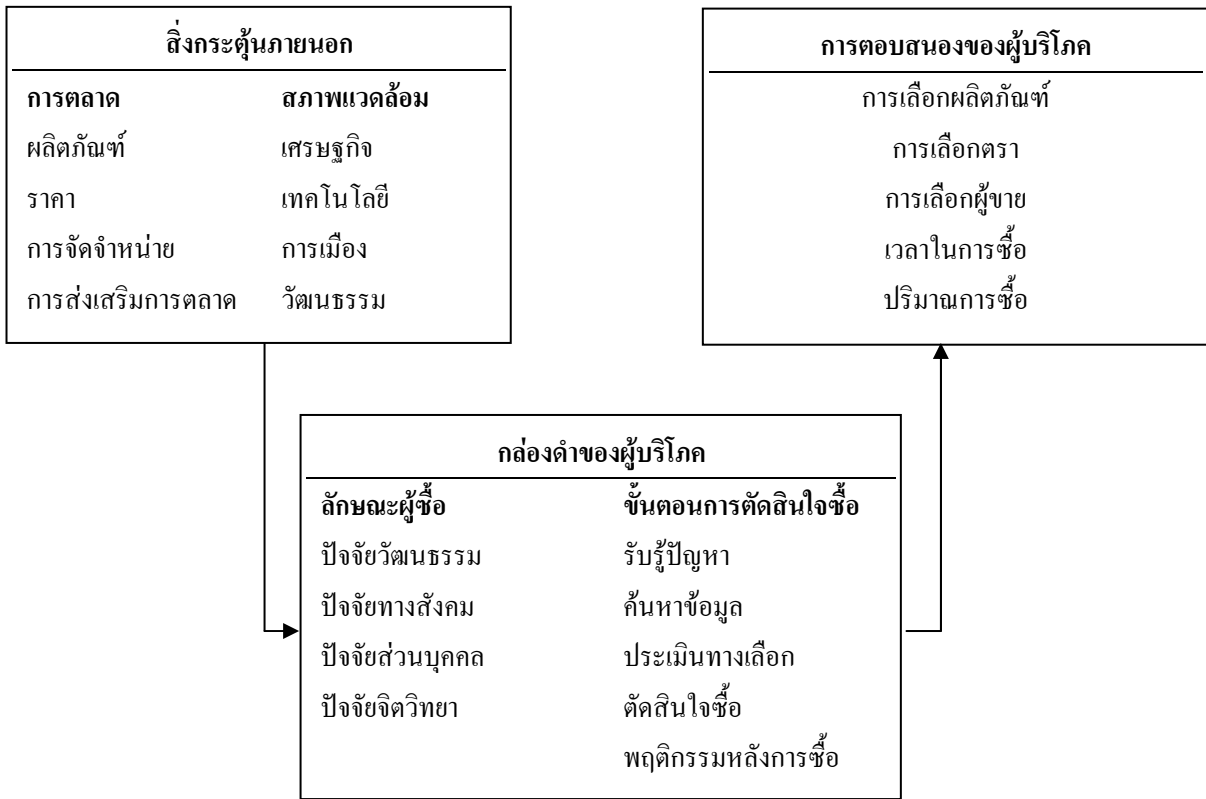 สิ่งกระตุ้นภายนอก
การตลาด สภาพแวดล้อม
ผลิตภัณฑ์ เศรษฐกิจ
ราคา เทคโนโลยี
การจัดจำหน่าย การเมือง
การส่งเสริมการตลาด วัฒนธรรม
การตอบสนองของผู้บริโภค
การเลือกผลิตภัณฑ์
การเลือกตรา
การเลือกผู้ขาย
เวลาในการซื้อ
ปริมาณการซื้อ
กล่องดำของผู้บริโภค
ลักษณะผู้ซื้อ ขั้นตอนการตัดสินใจซื้อ
ปัจจัยวัฒนธรรม รับรู้ปัญหา
ปัจจัยทางสังคม ค้นหาข้อมูล
ปัจจัยส่วนบุคคล ประเมินทางเลือก
ปัจจัยจิตวิทยา ตัดสินใจซื้อ
พฤติกรรมหลังการซื้อ